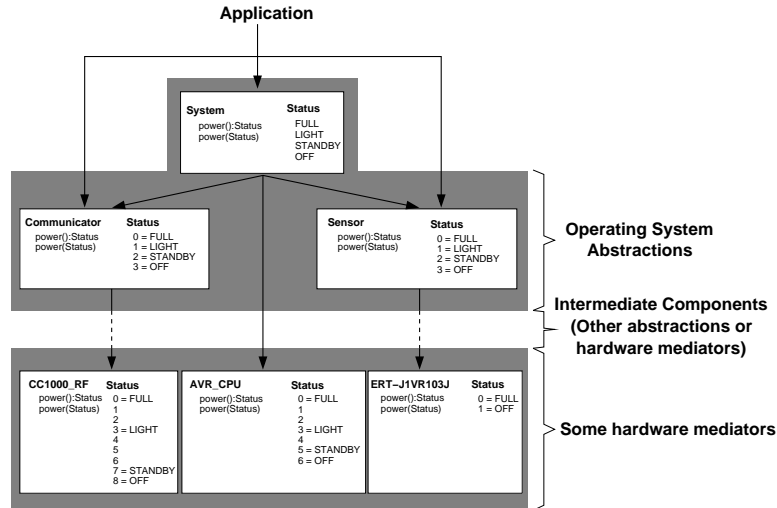 Application
System
power():Status
power(Status)
Status
FULL
LIGHT
STANDBY
OFF
Communicator
power():Status
power(Status)
Status
0 = FULL
1 = LIGHT
2 = STANDBY
3 = OFF
Sensor
power():Status
power(Status)
Status
0 = FULL
1 = LIGHT
2 = STANDBY
3 = OFF
Operating System
Abstractions
Intermediate Components
(Other abstractions or
hardware mediators)
CC1000_RF
power():Status
power(Status)
Status
0 = FULL
1
2
3 = LIGHT
4
5
6
7 = STANDBY
8 = OFF
AVR_CPU
power():Status
power(Status)
Status
0 = FULL
1
2
3 = LIGHT
4
5 = STANDBY
6 = OFF
ERT−J1VR103J
power():Status
power(Status)
Status
0 = FULL
1 = OFF
Some hardware mediators